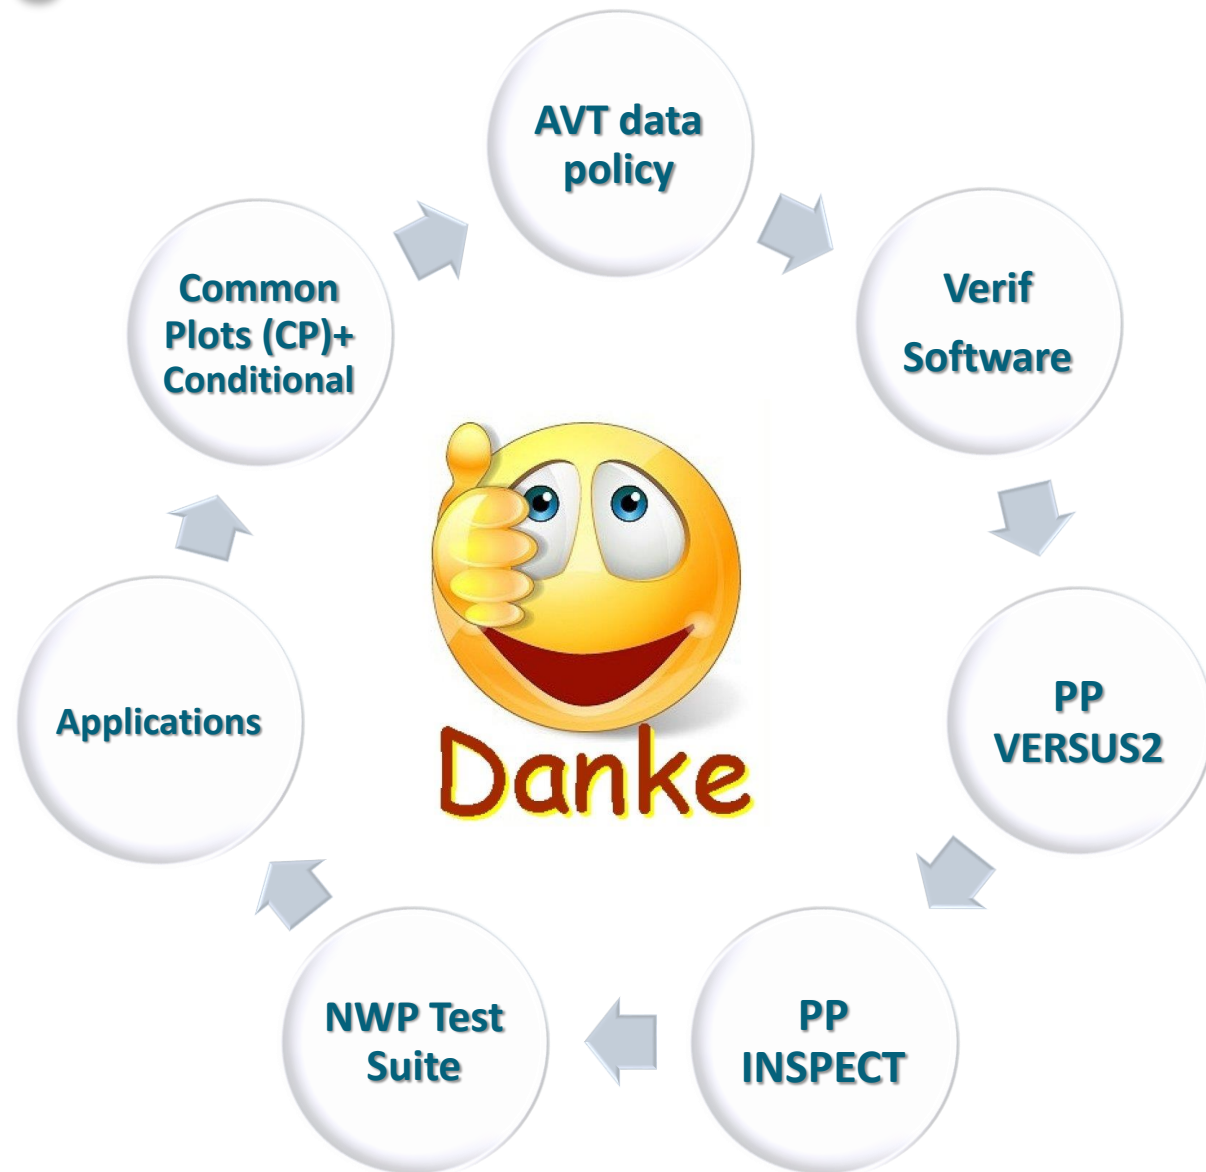 AVT data
policy
Verif
Software
PP
VERSUS2
PP
INSPECT
NWP Test
Suite
Applications
Common
Plots (CP)+
Conditional
Danke